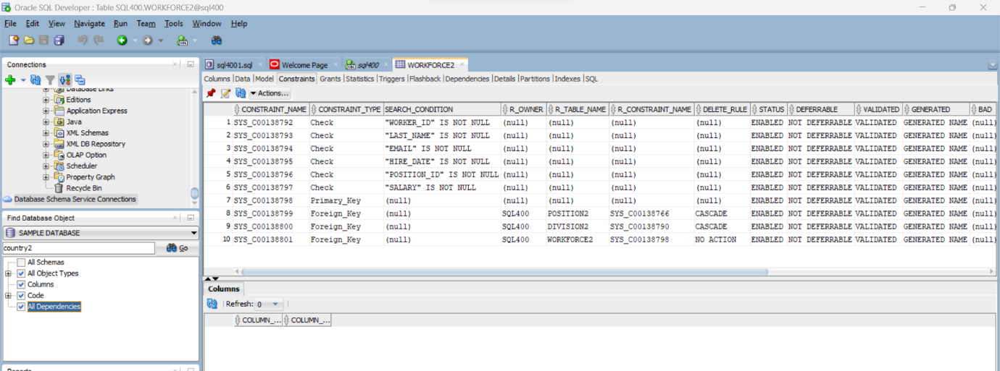 Oracle SQL Developer : Table SQL400.WORKFORCE2@sql400
File Edit View Navigate Run Team Tools Window Help
Connections
Database Links
Editions
Application Express
Java
XML Schemas
XML DB Repository
OLAP Option
Scheduler
Property Graph
Recycle Bin
Database Schema Service Connections
Find Database Object
SAMPLE DATABASE
country2 Go
All Schemas
All Object Types
Columns
Code
All Dependencies
Reports
sql4001.sql Welcome Page sql400 WORKFORCE2
Columns Data Model Constraints Grants Statistics Triggers Flashback Dependencies Details Partitions Indexes SQL
Actions...
CONSTRAINT_NAME CONSTRAINT_TYPE SEARCH_CONDITION R_OWNER R_TABLE_NAME R_CONSTRAINT_NAME DELETE_RULE STATUS DEFERRABLE VALIDATED GENERATED BAD
1 SYS_C00138792 Check "WORKER_ID" IS NOT NULL (null) (null) (null) (null) ENABLED NOT DEFERRABLE VALIDATED GENERATED NAME (null)
2 SYS_C00138793 Check "LAST_NAME" IS NOT NULL (null) (null) (null) (null) ENABLED NOT DEFERRABLE VALIDATED GENERATED NAME (null)
3 SYS_C00138794 Check "EMAIL" IS NOT NULL (null) (null) (null) (null) ENABLED NOT DEFERRABLE VALIDATED GENERATED NAME (null)
4 SYS_C00138795 Check "HIRE_DATE" IS NOT NULL (null) (null) (null) (null) ENABLED NOT DEFERRABLE VALIDATED GENERATED NAME (null)
5 SYS_C00138796 Check "POSITION_ID" IS NOT NULL (null) (null) (null) (null) ENABLED NOT DEFERRABLE VALIDATED GENERATED NAME (null)
6 SYS_C00138797 Check "SALARY" IS NOT NULL (null) (null) (null) (null) ENABLED NOT DEFERRABLE VALIDATED GENERATED NAME (null)
7 SYS_C00138798 Primary_Key (null) (null) (null) (null) (null) ENABLED NOT DEFERRABLE VALIDATED GENERATED NAME (null)
8 SYS_C00138799 Foreign_Key (null) SQL400 POSITION2 SYS_C00138766 CASCADE ENABLED NOT DEFERRABLE VALIDATED GENERATED NAME (null)
9 SYS_C00138800 Foreign_Key (null) SQL400 DIVISION2 SYS_C00138790 CASCADE ENABLED NOT DEFERRABLE VALIDATED GENERATED NAME (null)
10 SYS_C00138801 Foreign_Key (null) SQL400 WORKFORCE2 SYS_C00138798 NO ACTION ENABLED NOT DEFERRABLE VALIDATED GENERATED NAME (null)
Columns
Refresh: 0
COLUMN_... COLUMN_...